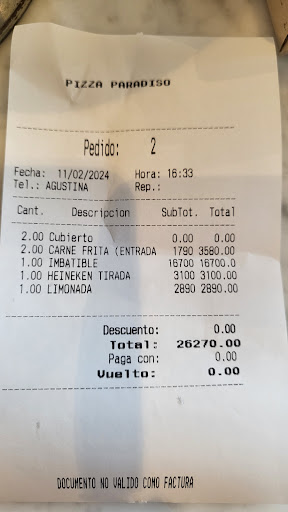 PIZZA PARADISO
Pedido: 2
Fecha: 11/02/2024 Hora: 16:33
Tel.: AGUSTINA Rep.:
Cant. Descripcion SubTot. Total
2.00 Cubierto 0.00 0.00
2.00 CARNE FRITA (ENTRADA 1790 3580.00
1.00 IMBATIBLE 16700 16700.0
1.00 HEINEKEN TIRADA 3100 3100.00
1.00 LIMONADA 2890 2890.00
Descuento: 0.00
Total: 26270.00
Paga con: 0.00
Vuelto: 0.00
DOCUMENTO NO VALIDO COMO FACTURA